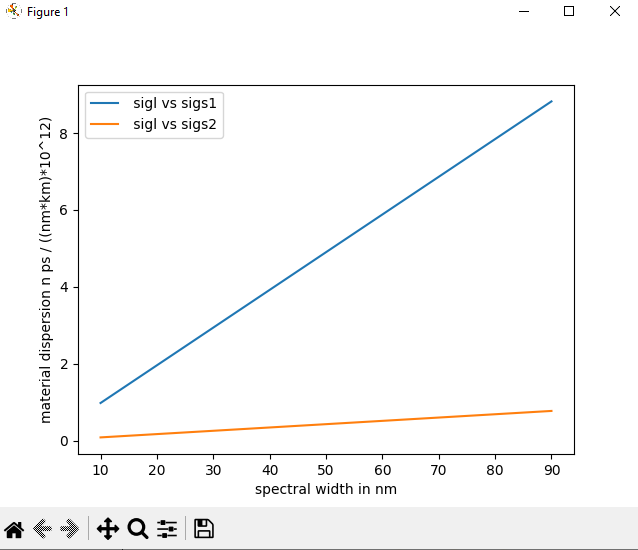 Figure 1
sigl vs sigs1
sigl vs sigs2
material dispersion n ps / ((nm*km)*10^12)
8
6
4
2
0
10 20 30 40 50 60 70 80 90
spectral width in nm